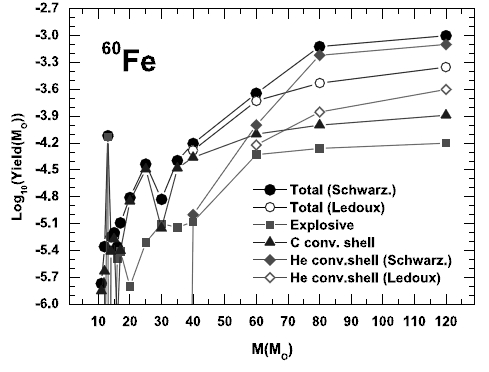 -2.7
-3.0
-3.3
-3.6
-3.9
-4.2
-4.5
-4.8
-5.1
-5.4
-5.7
-6.0
Log10(Yield(M○))
60Fe
Total (Schwarz.)
Total (Ledoux)
Explosive
C conv. shell
He conv.shell (Schwarz.)
He conv.shell (Ledoux)
10 20 30 40 50 60 70 80 90 100 110 120
M(M○)